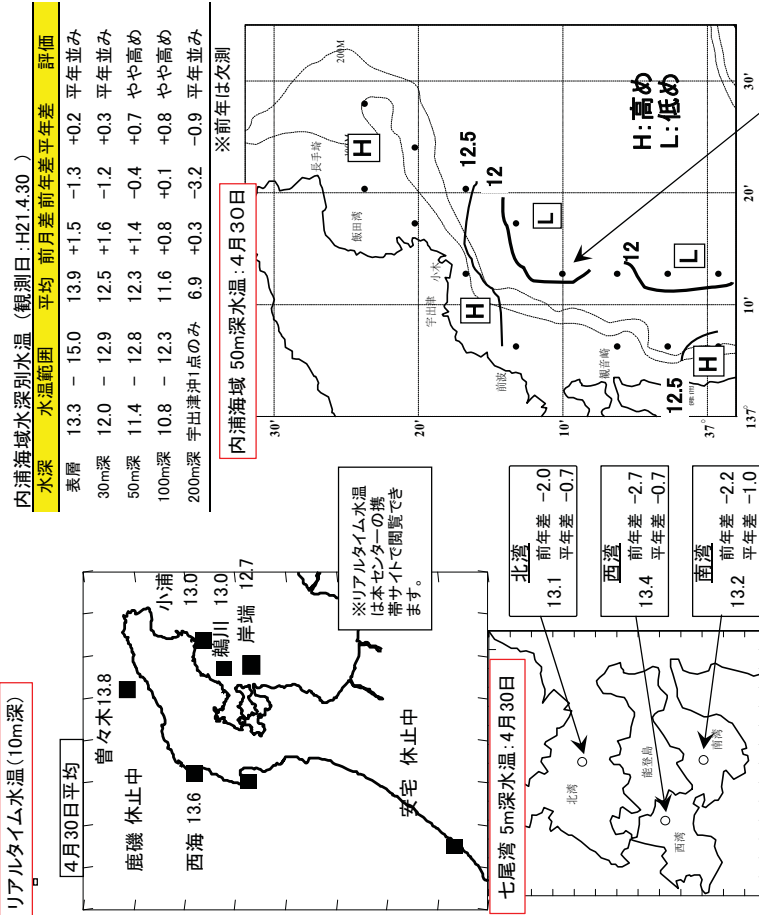 リアルタイム水温(10m深)
4月30日平均
曽々木13.8
鹿磯 休止中
西海 13.6
小浦
13.0
鵜川
13.0
岸端
12.7
安宅 休止中
※リアルタイム水温
は本センターの携
帯サイトで閲覧でき
ます。
内浦海域水深別水温 (観測日:H21.4.30 )
水深 水温範囲 平均 前月差 前年差 平年差 評価
表層 13.3 − 15.0 13.9 +1.5 −1.3 +0.2 平年並み
30m深 12.0 − 12.9 12.5 +1.6 −1.2 +0.3 平年並み
50m深 11.4 − 12.8 12.3 +1.4 −0.4 +0.7 やや高め
100m深 10.8 − 12.3 11.6 +0.8 +0.1 +0.8 やや高め
200m深 宇出津沖1点のみ 6.9 +0.3 −3.2 −0.9 平年並み
※前年は欠測
七尾湾 5m深水温:4月30日
北湾
西湾
能登島
南湾
北湾
13.1 前年差 −2.0
平年差 −0.7
西湾
13.4 前年差 −2.7
平年差 −0.7
南湾
13.2 前年差 −2.2
平年差 −1.0
内浦海域 50m深水温:4月30日
30'
20'
10'
37°
137°
10'
20'
30'
200M
長手埼
飯田湾
小木
宇出津
前波
観音崎
H
H
H
L
L
12.5
12
12
12.5
H:高め
L:低め